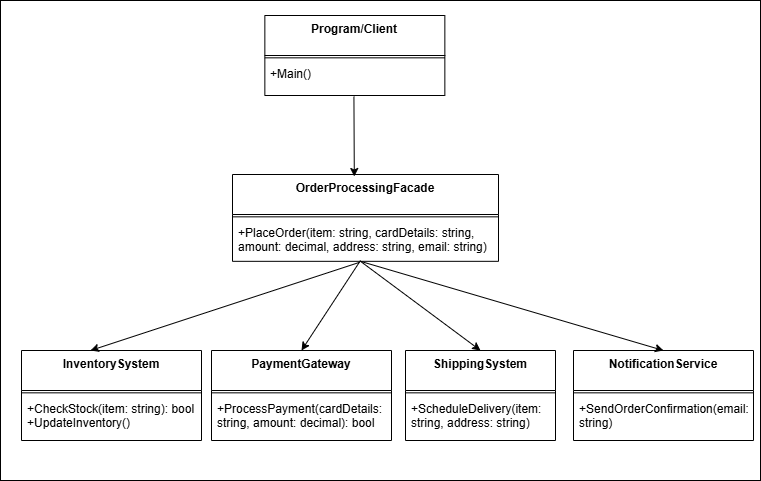 Program/Client
+Main()
OrderProcessingFacade
+PlaceOrder(item: string, cardDetails: string,
amount: decimal, address: string, email: string)
InventorySystem
+CheckStock(item: string): bool
+UpdateInventory()
PaymentGateway
+ProcessPayment(cardDetails:
string, amount: decimal): bool
ShippingSystem
+ScheduleDelivery(item:
string, address: string)
NotificationService
+SendOrderConfirmation(email:
string)